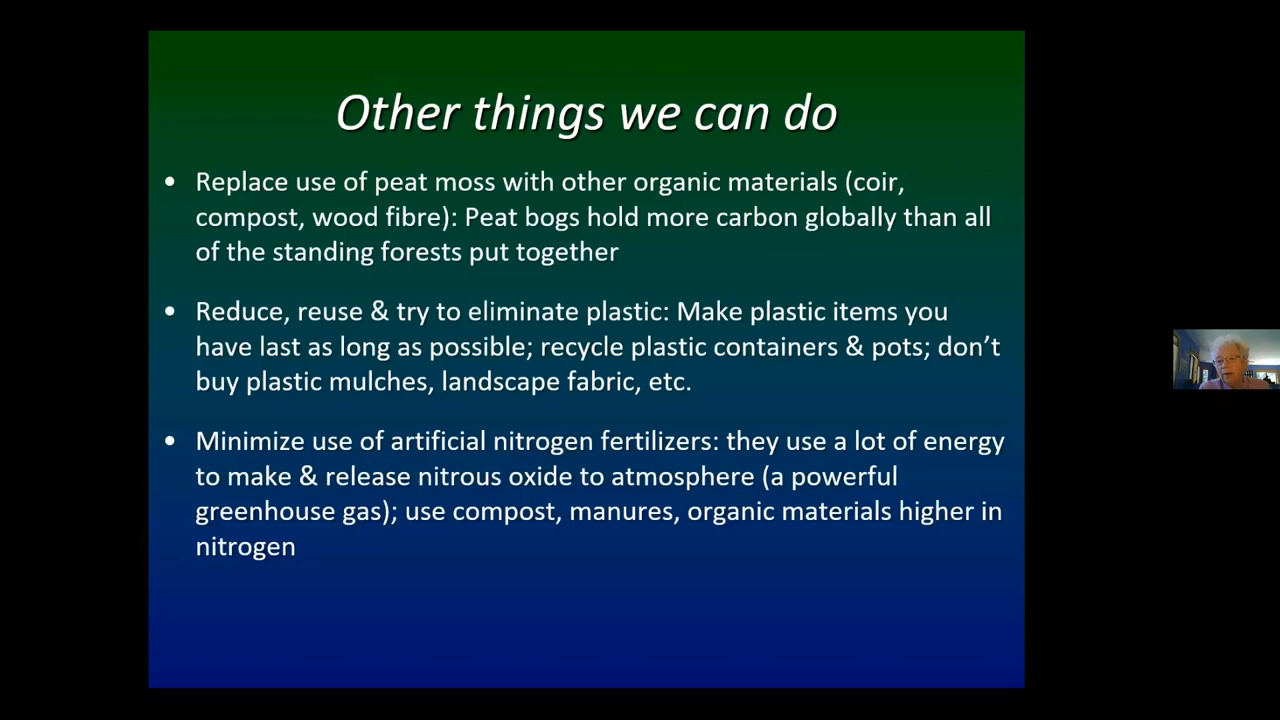 Other things we can do
• Replace use of peat moss with other organic materials (coir,
compost, wood fibre): Peat bogs hold more carbon globally than all
of the standing forests put together
• Reduce, reuse & try to eliminate plastic: Make plastic items you
have last as long as possible; recycle plastic containers & pots; don’t
buy plastic mulches, landscape fabric, etc.
• Minimize use of artificial nitrogen fertilizers: they use a lot of energy
to make & release nitrous oxide to atmosphere (a powerful
greenhouse gas); use compost, manures, organic materials higher in
nitrogen